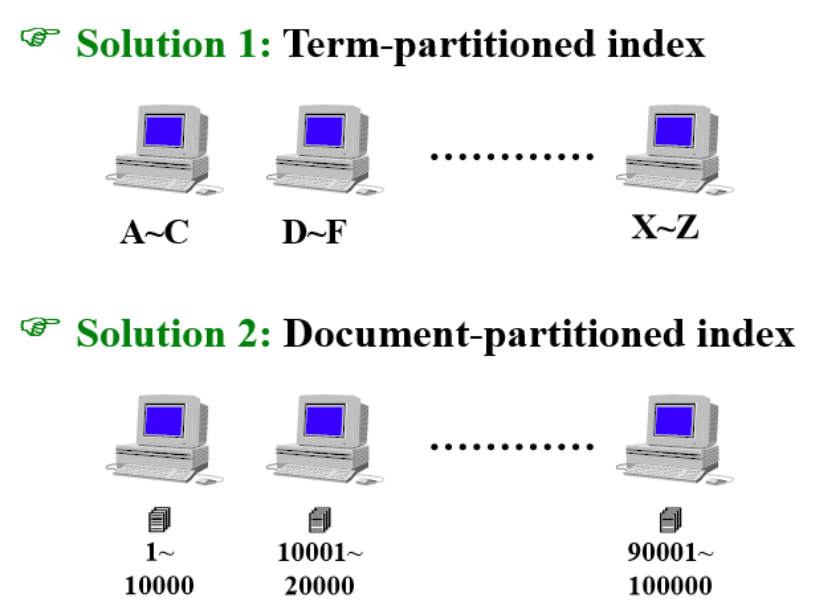 ☞ Solution 1: Term-partitioned index
............
A~C D~F X~Z
☞ Solution 2: Document-partitioned index
............
1~ 10001~ 90001~
10000 20000 100000